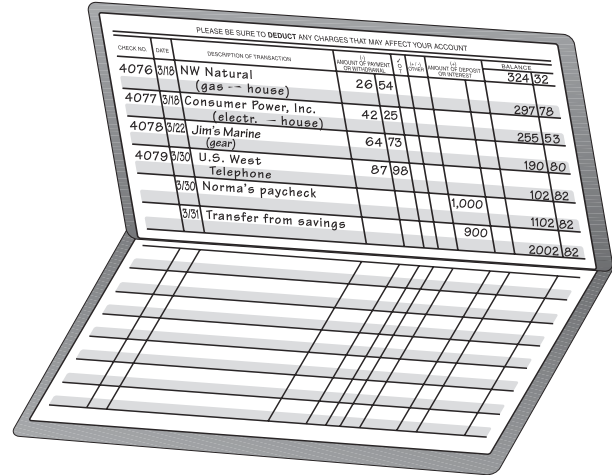 PLEASE BE SURE TO DEDUCT ANY CHARGES THAT MAY AFFECT YOUR ACCOUNT
CHECK NO. DATE DESCRIPTION OF TRANSACTION (-) AMOUNT OF PAYMENT OR WITHDRAWAL ✓ T (+/-) OTHER (+) AMOUNT OF DEPOSIT OR INTEREST BALANCE
324 32
4076 3/18 NW Natural 26 54
(gas -- house) 297 78
4077 3/18 Consumer Power, Inc. 42 25
(electr. - house) 255 53
4078 3/22 Jim's Marine 64 73
(gear) 190 80
4079 3/30 U.S. West 87 98
Telephone 102 82
3/30 Norma's paycheck 1,000
1102 82
3/31 Transfer from savings 900
2002 82